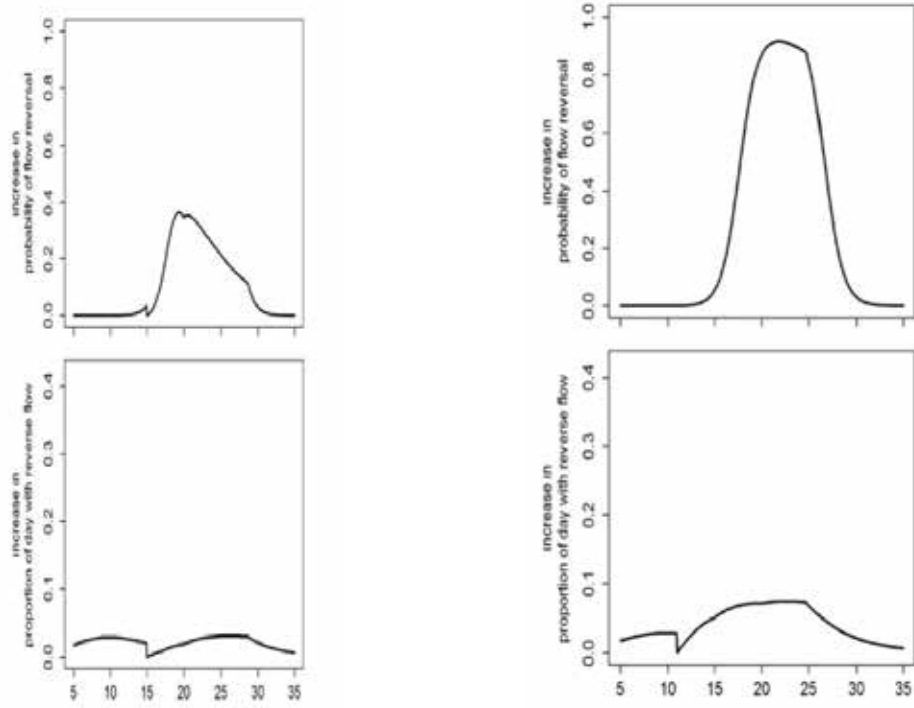 increase in
probability of flow reversal
0.0 0.2 0.4 0.6 0.8 1.0
increase in
probability of flow reversal
0.0 0.2 0.4 0.6 0.8 1.0
increase in
proportion of day with reverse flow
0.0 0.1 0.2 0.3 0.4
5 10 15 20 25 30 35
increase in
proportion of day with reverse flow
0.0 0.1 0.2 0.3 0.4
5 10 15 20 25 30 35